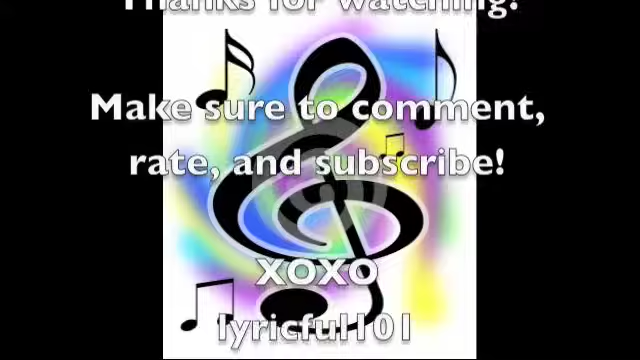 Thanks for watching!
Make sure to comment,
rate, and subscribe!
xoxo
lyricful101